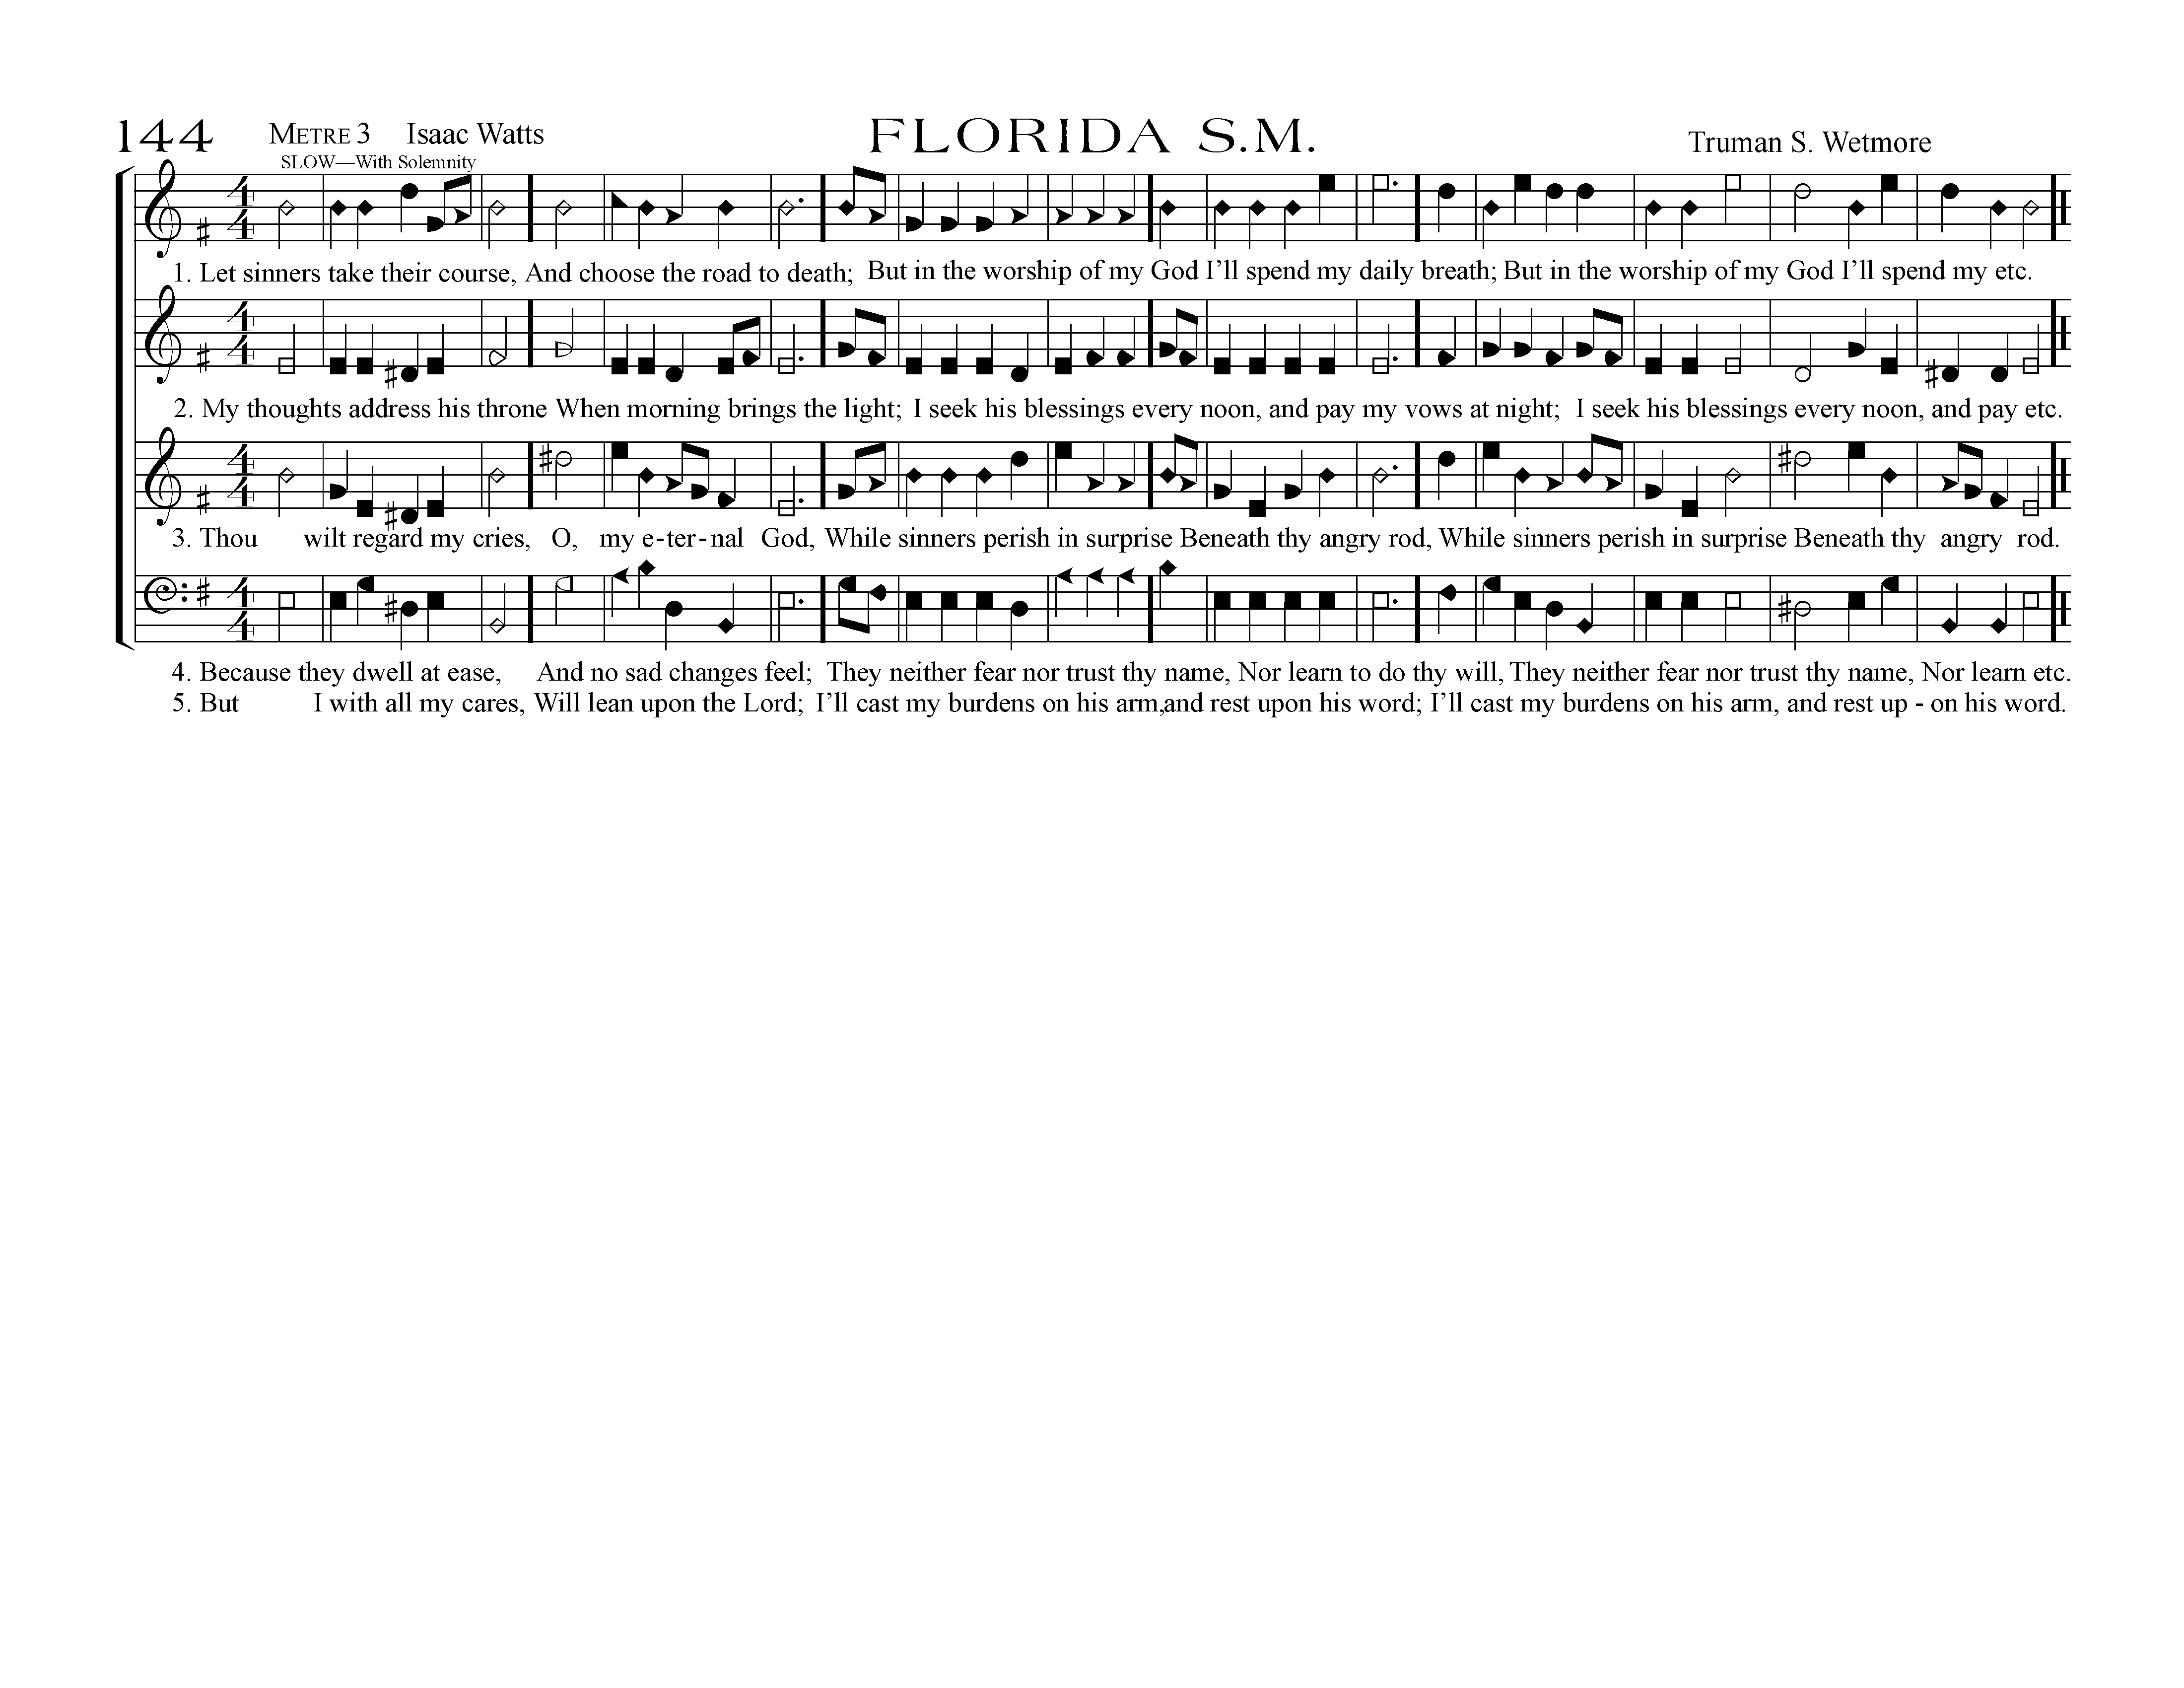 144 METRE 3 Isaac Watts FLORIDA S.M. Truman S. Wetmore
SLOW—With Solemnity
1. Let sinners take their course, And choose the road to death; But in the worship of my God I'll spend my daily breath; But in the worship of my God I'll spend my etc.
2. My thoughts address his throne When morning brings the light; I seek his blessings every noon, and pay my vows at night; I seek his blessings every noon, and pay etc.
3. Thou wilt regard my cries, O, my e-ter-nal God, While sinners perish in surprise Beneath thy angry rod, While sinners perish in surprise Beneath thy angry rod.
4. Because they dwell at ease, And no sad changes feel; They neither fear nor trust thy name, Nor learn to do thy will, They neither fear nor trust thy name, Nor learn etc.
5. But I with all my cares, Will lean upon the Lord; I'll cast my burdens on his arm,and rest upon his word; I'll cast my burdens on his arm, and rest up - on his word.